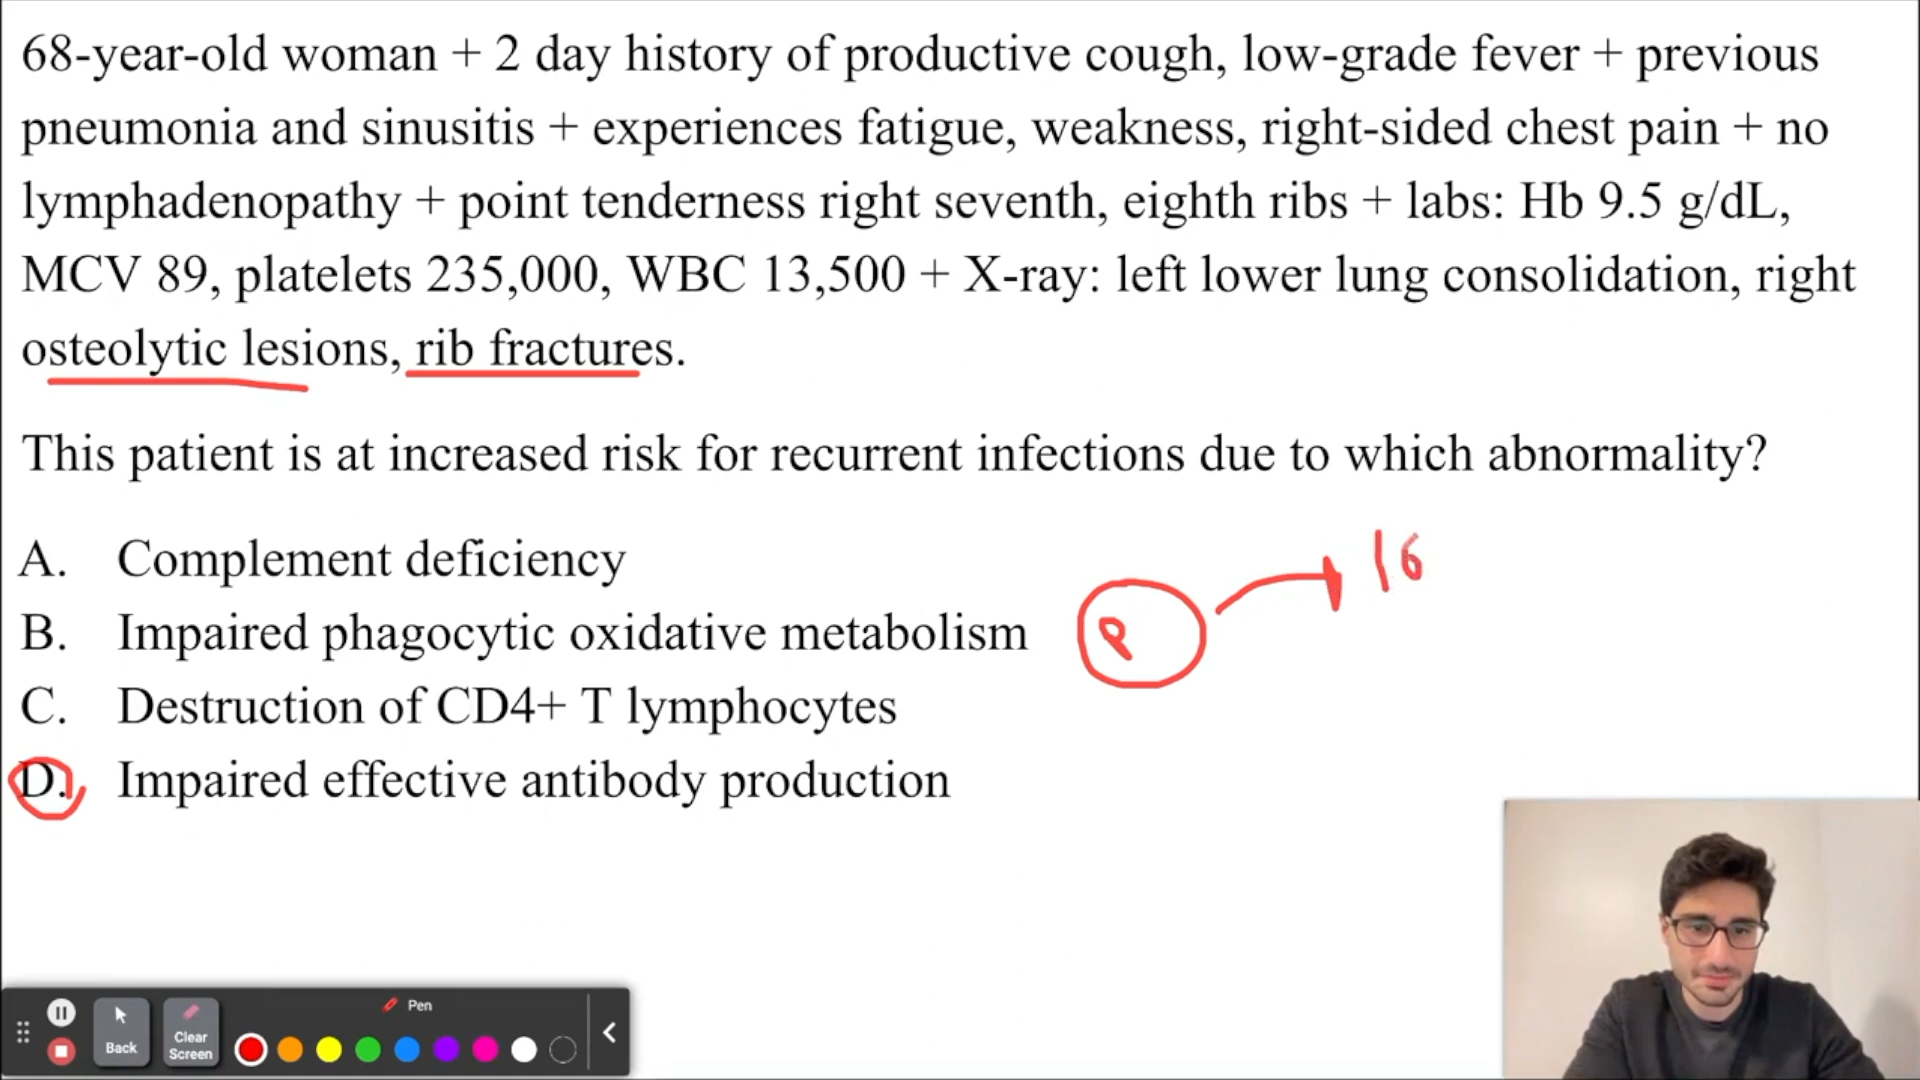 68-year-old woman + 2 day history of productive cough, low-grade fever + previous
pneumonia and sinusitis + experiences fatigue, weakness, right-sided chest pain + no
lymphadenopathy + point tenderness right seventh, eighth ribs + labs: Hb 9.5 g/dL,
MCV 89, platelets 235,000, WBC 13,500 + X-ray: left lower lung consolidation, right
osteolytic lesions, rib fractures.
This patient is at increased risk for recurrent infections due to which abnormality?
A. Complement deficiency
B. Impaired phagocytic oxidative metabolism
C. Destruction of CD4+ T lymphocytes
D. Impaired effective antibody production
P
Pen
Back
Clear
Screen